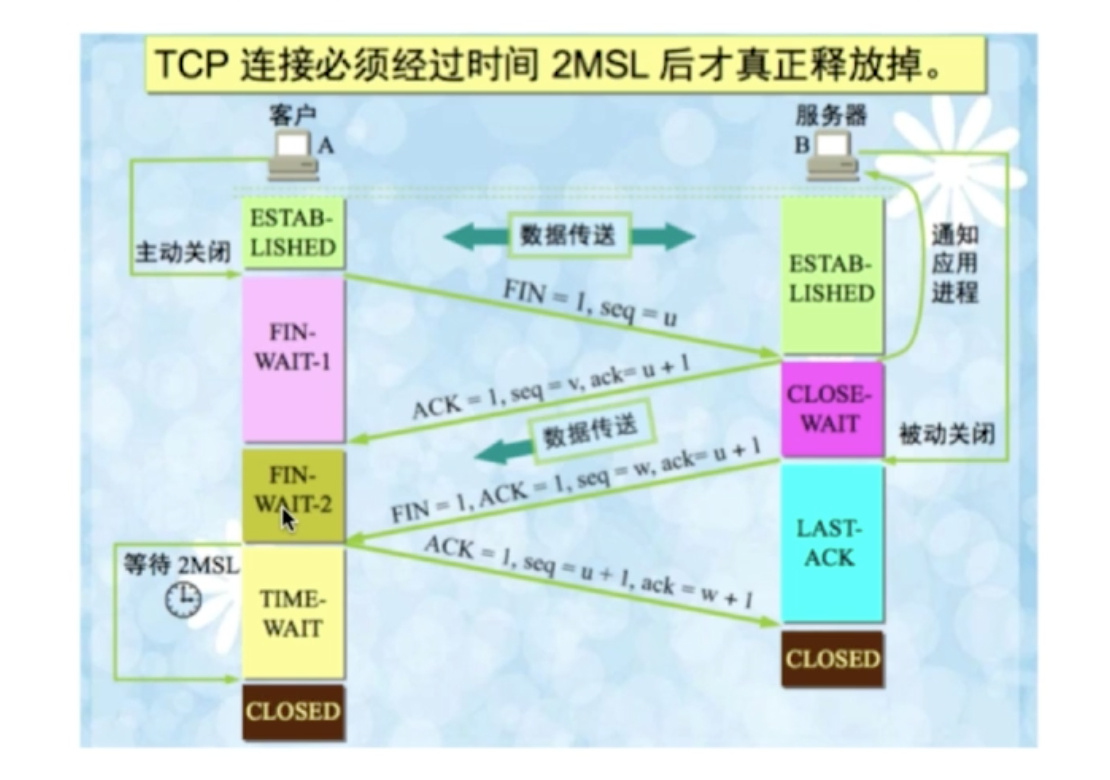 TCP 连接必须经过时间 2MSL 后才真正释放掉。
客户
A
服务器
B
ESTAB-
LISHED
数据传送
ESTAB-
LISHED
通知
应用
进程
主动关闭
FIN = 1, seq = u
FIN-
WAIT-1
ACK = 1, seq = v, ack= u + 1
CLOSE-
WAIT
被动关闭
数据传送
FIN-
WAIT-2
FIN = 1, ACK = 1, seq = w, ack= u + 1
LAST-
ACK
ACK = 1, seq = u + 1, ack = w + 1
等待 2MSL
TIME-
WAIT
CLOSED
CLOSED